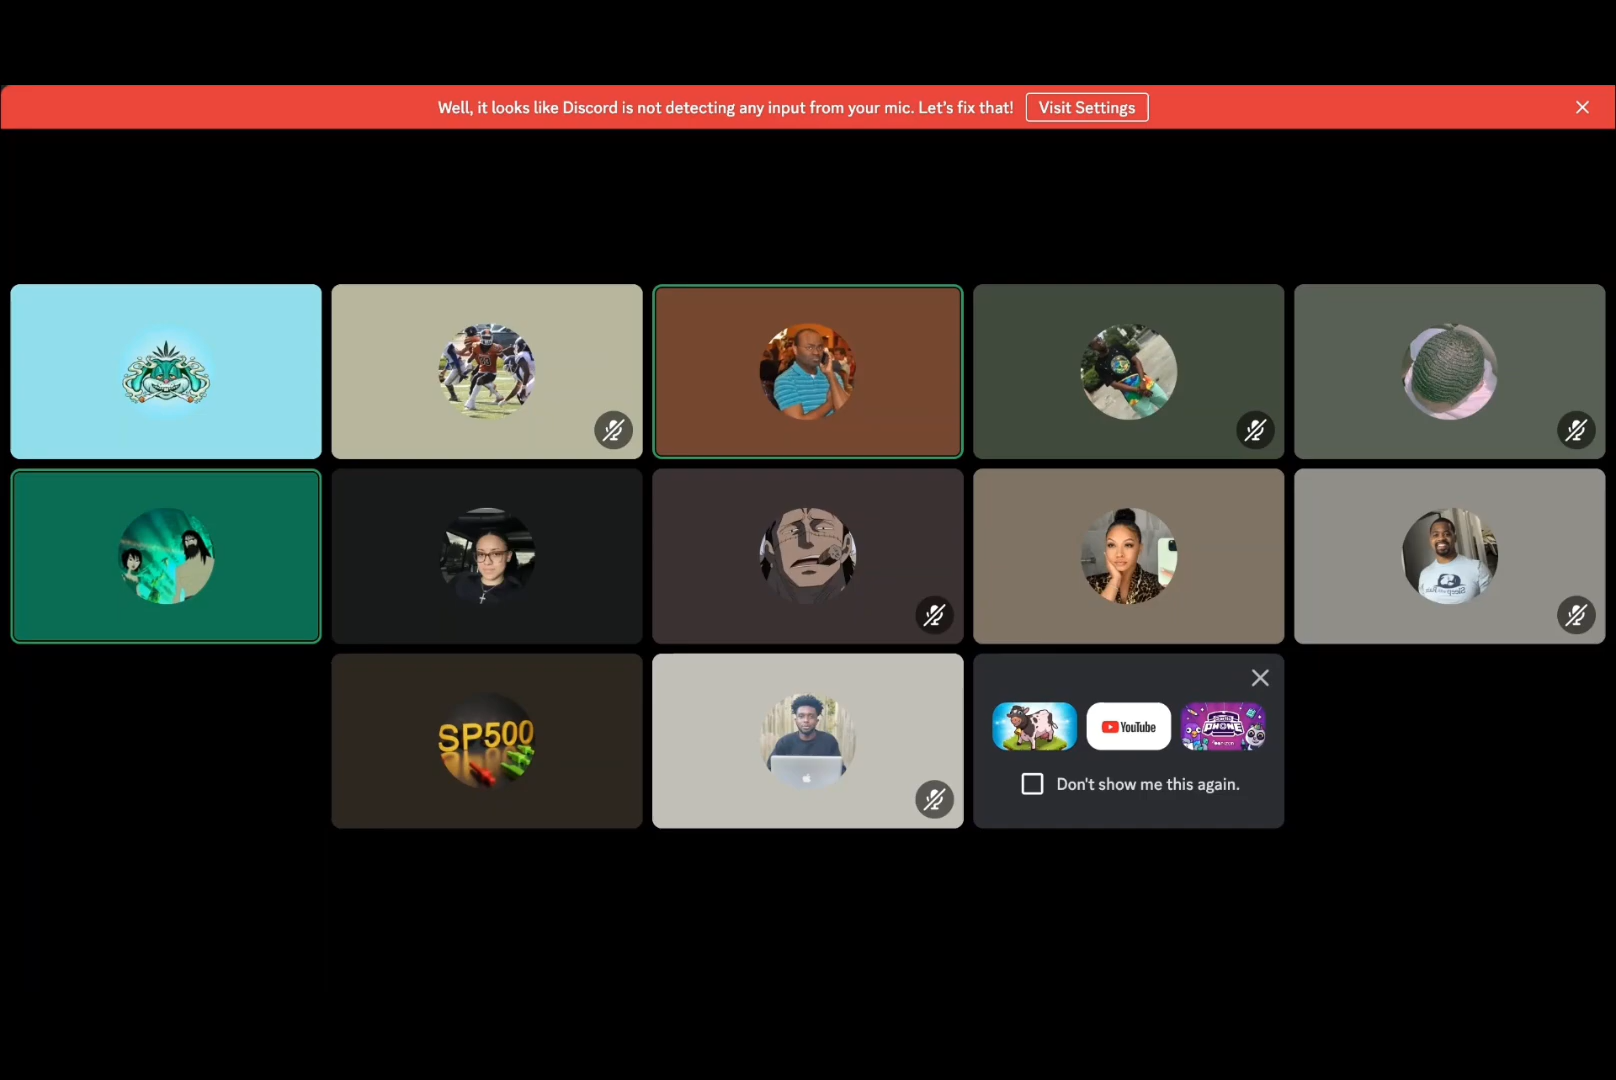 Well, it looks like Discord is not detecting any input from your mic. Let's fix that! Visit Settings
SP500
YouTube
PHONE
Don't show me this again.